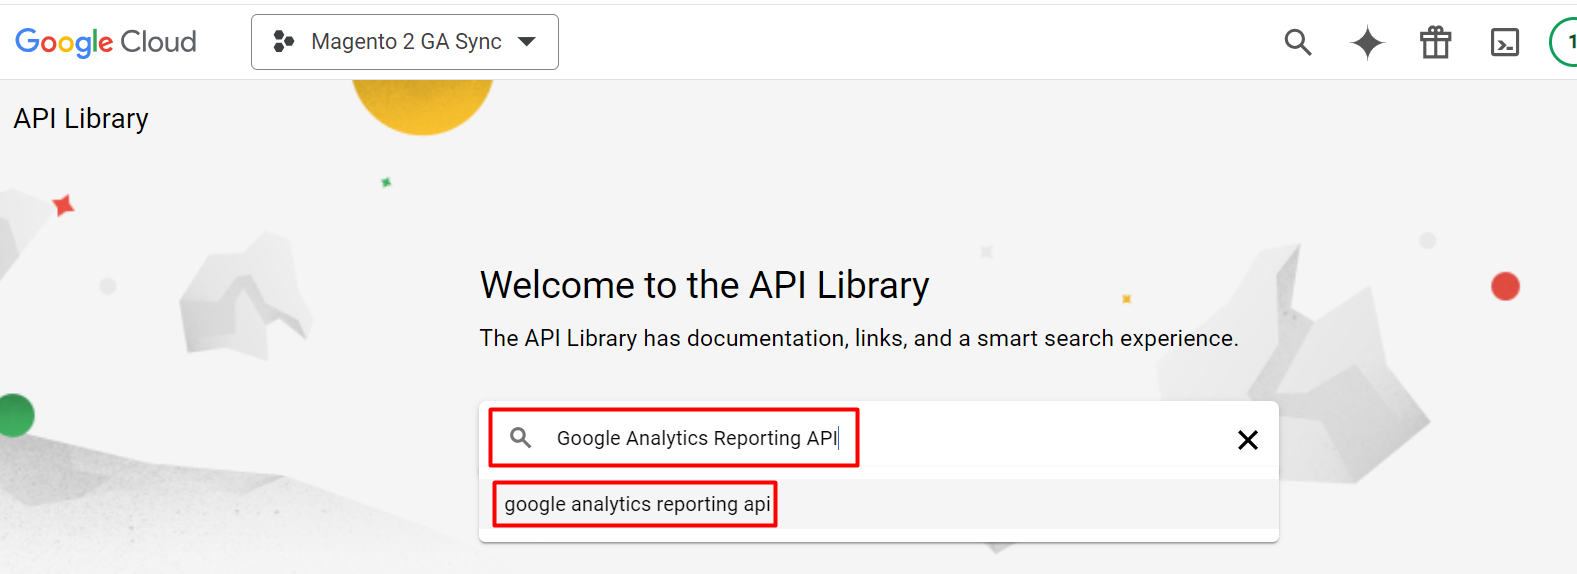 Google Cloud
Magento 2 GA Sync
1
API Library
Welcome to the API Library
The API Library has documentation, links, and a smart search experience.
Google Analytics Reporting API
google analytics reporting api